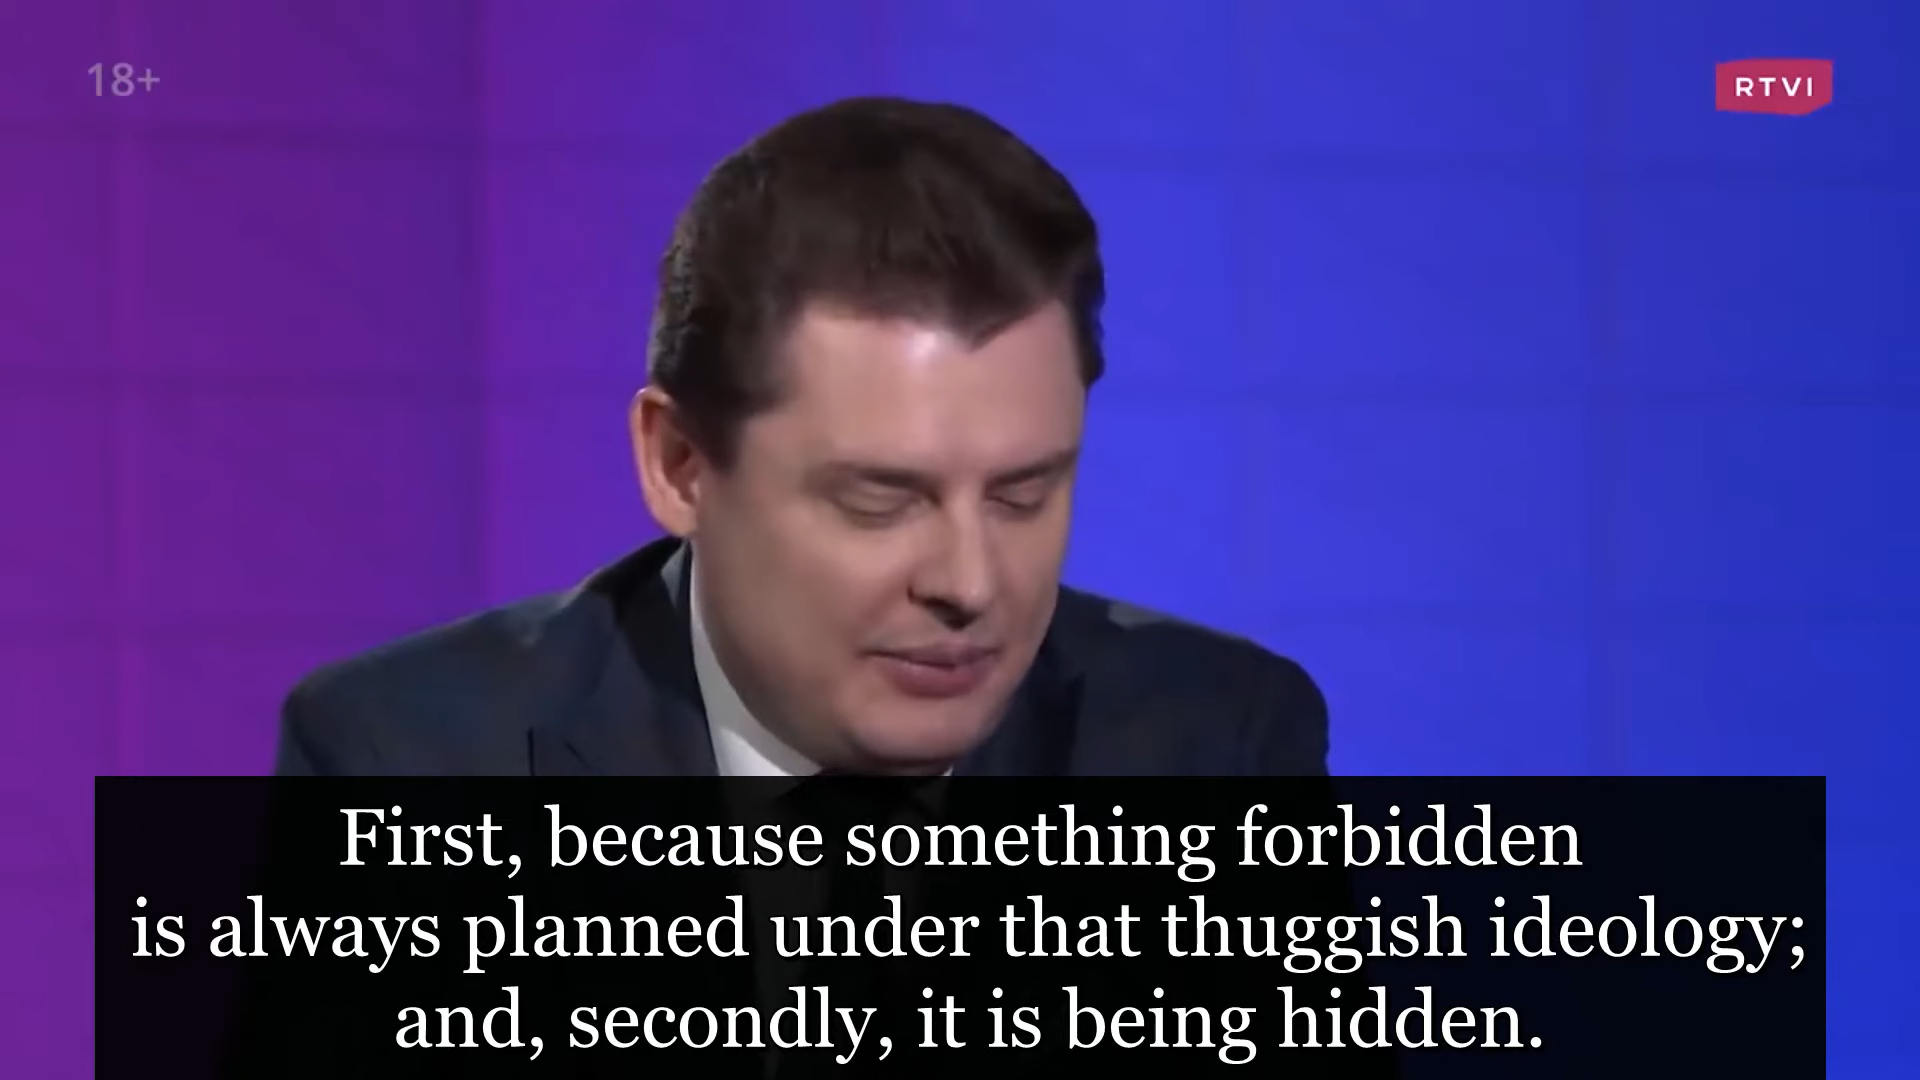 18+
RTVI
First, because something forbidden
is always planned under that thuggish ideology;
and, secondly, it is being hidden.